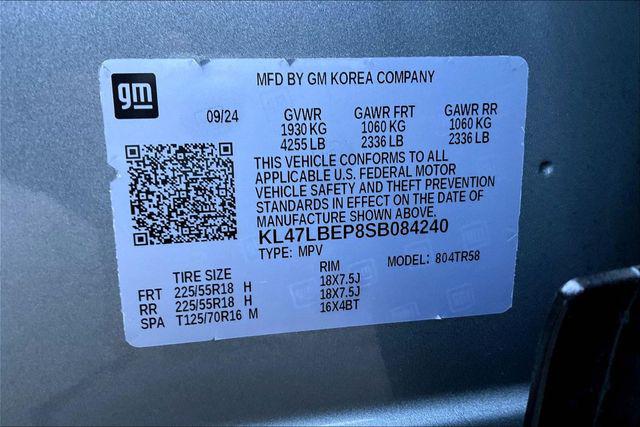 MFD BY GM KOREA COMPANY
gm
09/24 GVWR GAWR FRT GAWR RR
1930 KG 1060 KG 1060 KG
4255 LB 2336 LB 2336 LB
THIS VEHICLE CONFORMS TO ALL
APPLICABLE U.S. FEDERAL MOTOR
VEHICLE SAFETY AND THEFT PREVENTION
STANDARDS IN EFFECT ON THE DATE OF
MANUFACTURE SHOWN ABOVE.
KL47LBEP8SB084240
TYPE: MPV MODEL: 804TR58
TIRE SIZE RIM
FRT 225/55R18 H 18X7.5J
RR 225/55R18 H 18X7.5J
SPA T125/70R16 M 16X4BT